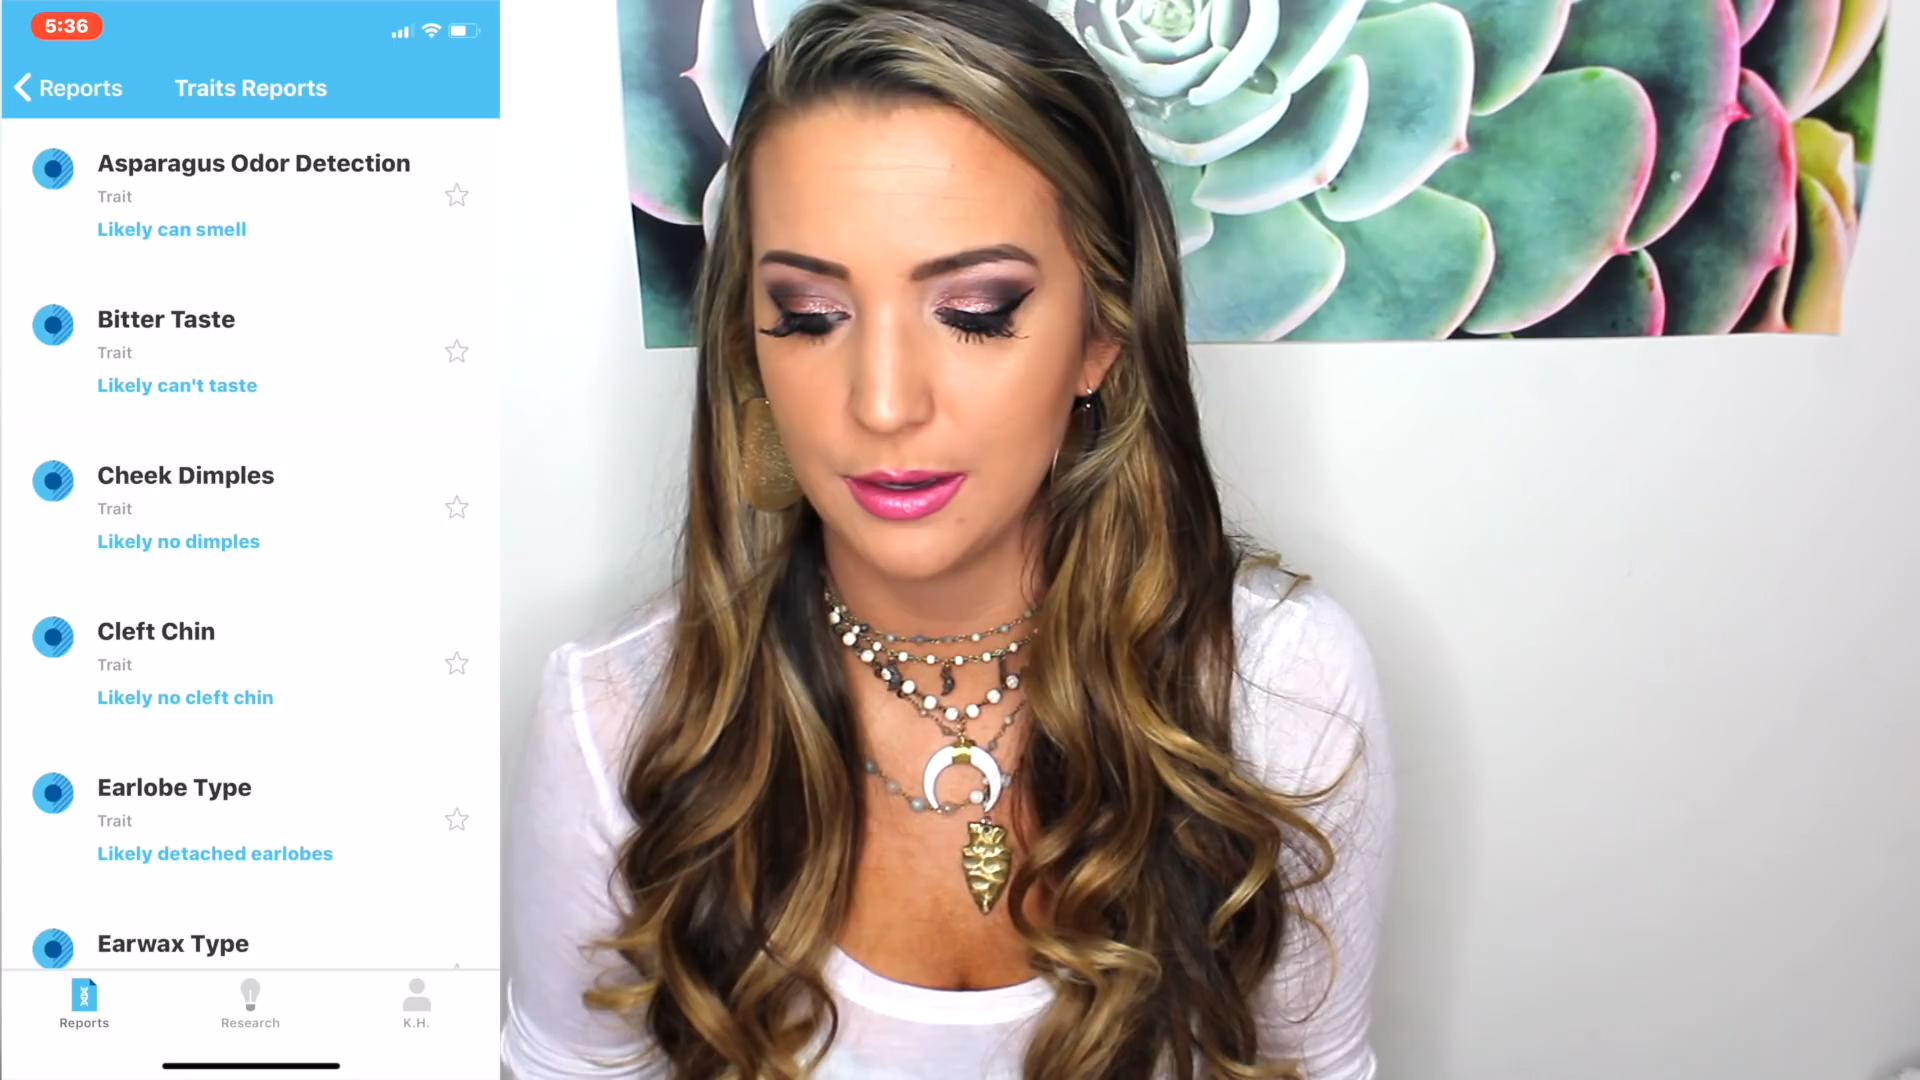 5:36
Reports
Traits Reports
Asparagus Odor Detection
Trait
Likely can smell
Bitter Taste
Trait
Likely can't taste
Cheek Dimples
Trait
Likely no dimples
Cleft Chin
Trait
Likely no cleft chin
Earlobe Type
Trait
Likely detached earlobes
Earwax Type
Reports
Research
K.H.